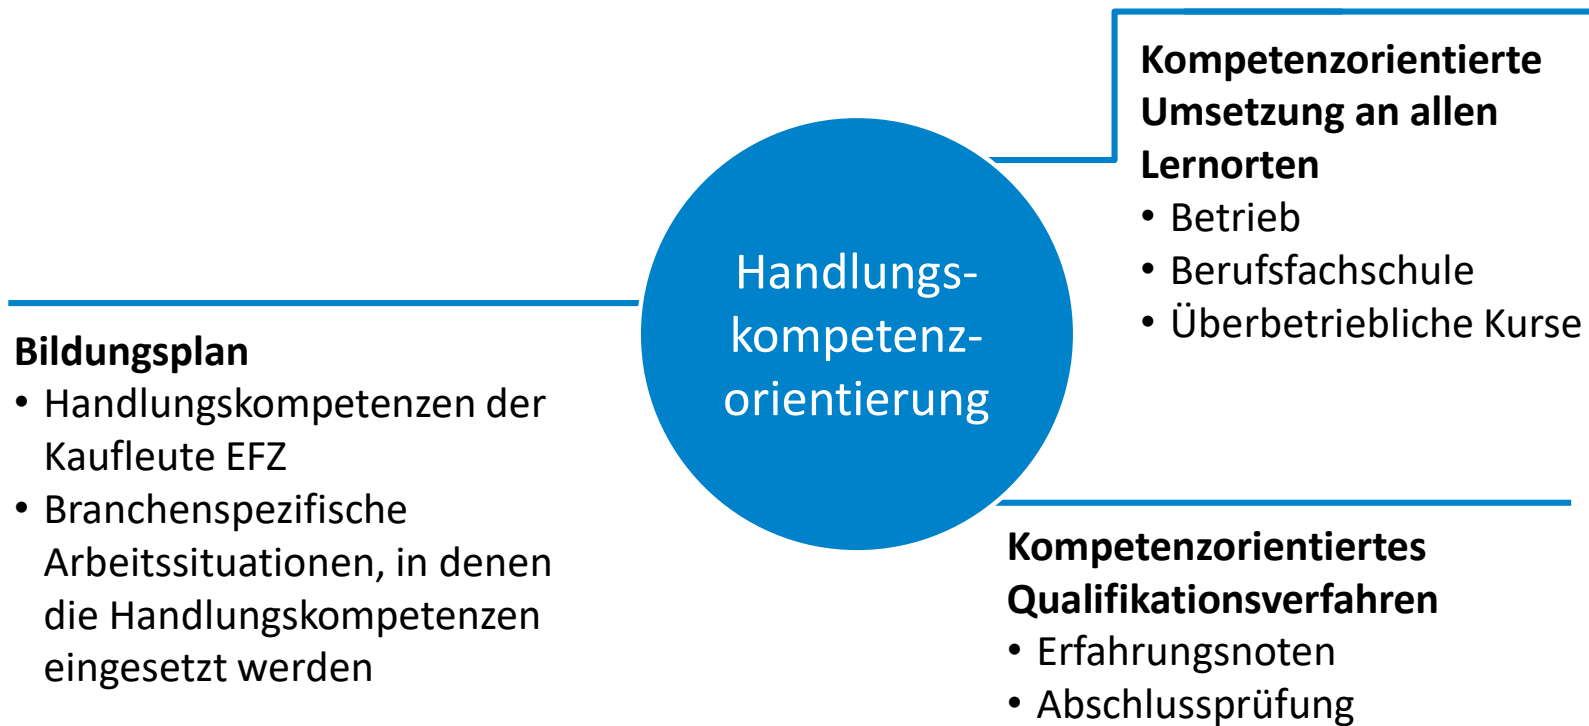 Kompetenzorientierte
Umsetzung an allen
Lernorten
• Betrieb
• Berufsfachschule
• Überbetriebliche Kurse
Handlungs-
kompetenz-
orientierung
Bildungsplan
• Handlungskompetenzen der
Kaufleute EFZ
• Branchenspezifische
Arbeitssituationen, in denen
die Handlungskompetenzen
eingesetzt werden
Kompetenzorientiertes
Qualifikationsverfahren
• Erfahrungsnoten
• Abschlussprüfung